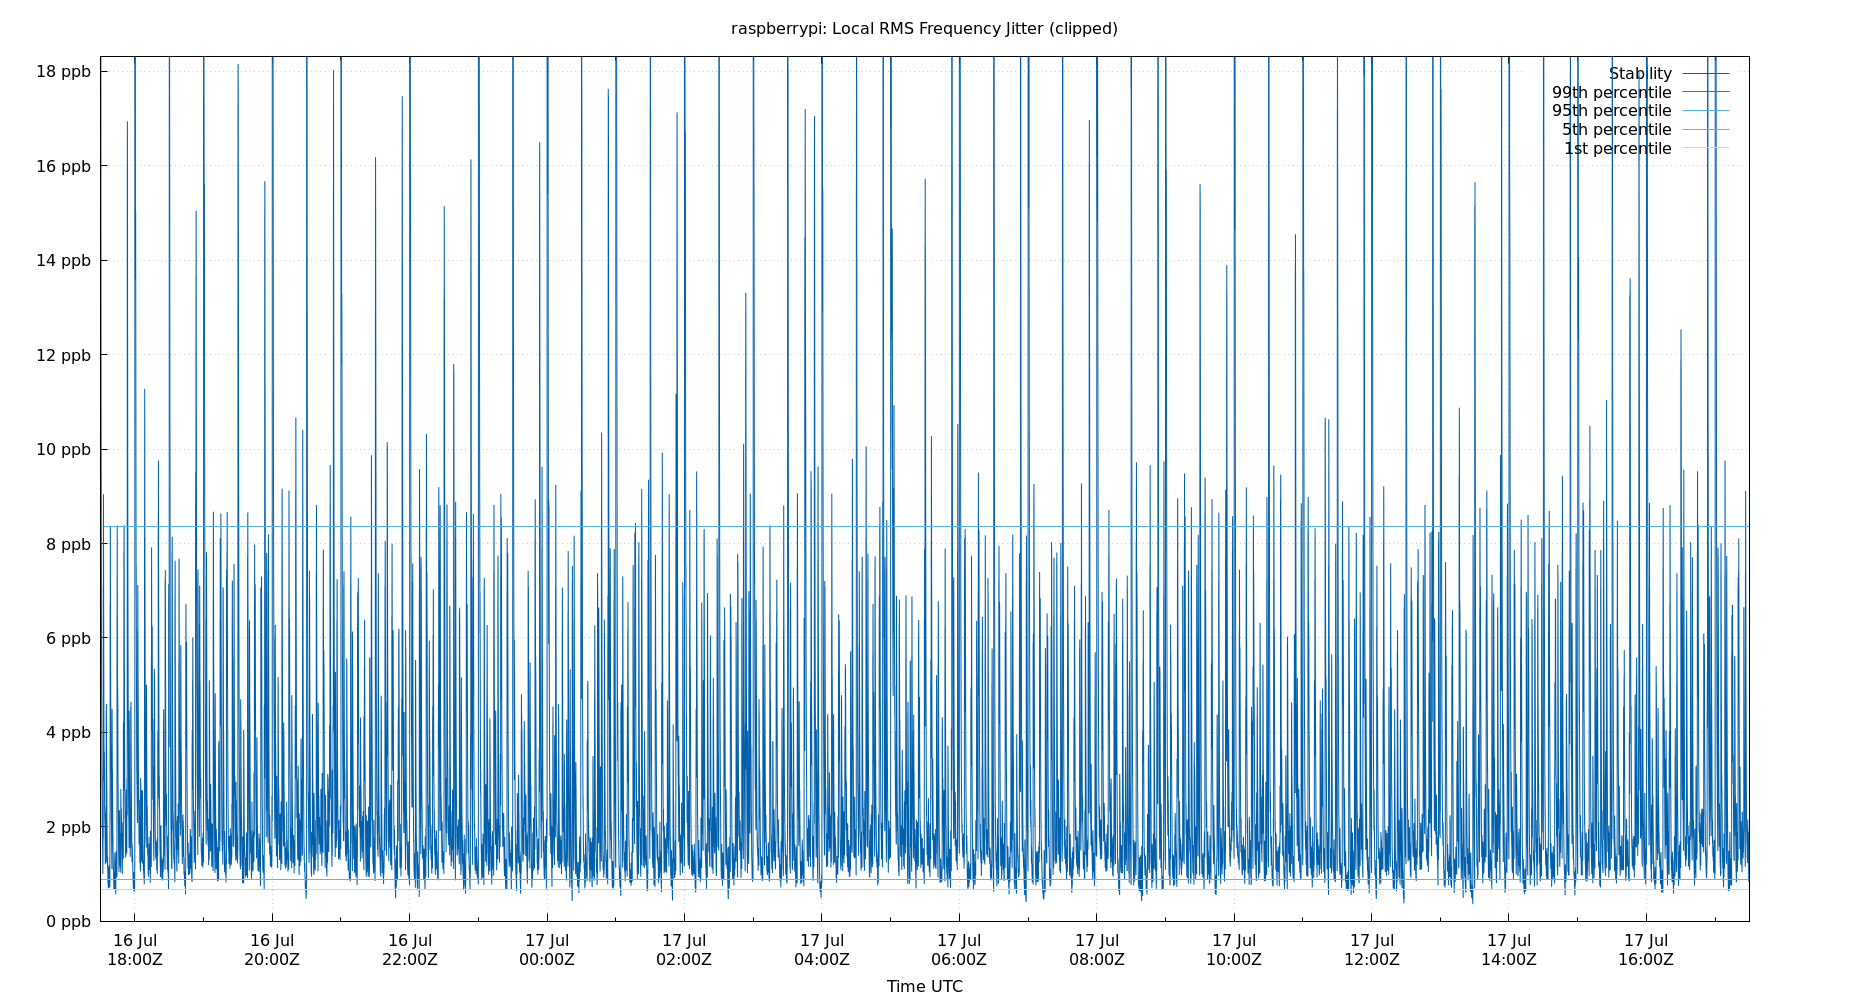 raspberrypi: Local RMS Frequency Jitter (clipped)
18 ppb
16 ppb
14 ppb
12 ppb
10 ppb
8 ppb
6 ppb
4 ppb
2 ppb
0 ppb
Stability
99th percentile
95th percentile
5th percentile
1st percentile
16 Jul 16 Jul 16 Jul 17 Jul 17 Jul 17 Jul 17 Jul 17 Jul 17 Jul 17 Jul 17 Jul 17 Jul
18:00Z 20:00Z 22:00Z 00:00Z 02:00Z 04:00Z 06:00Z 08:00Z 10:00Z 12:00Z 14:00Z 16:00Z
Time UTC